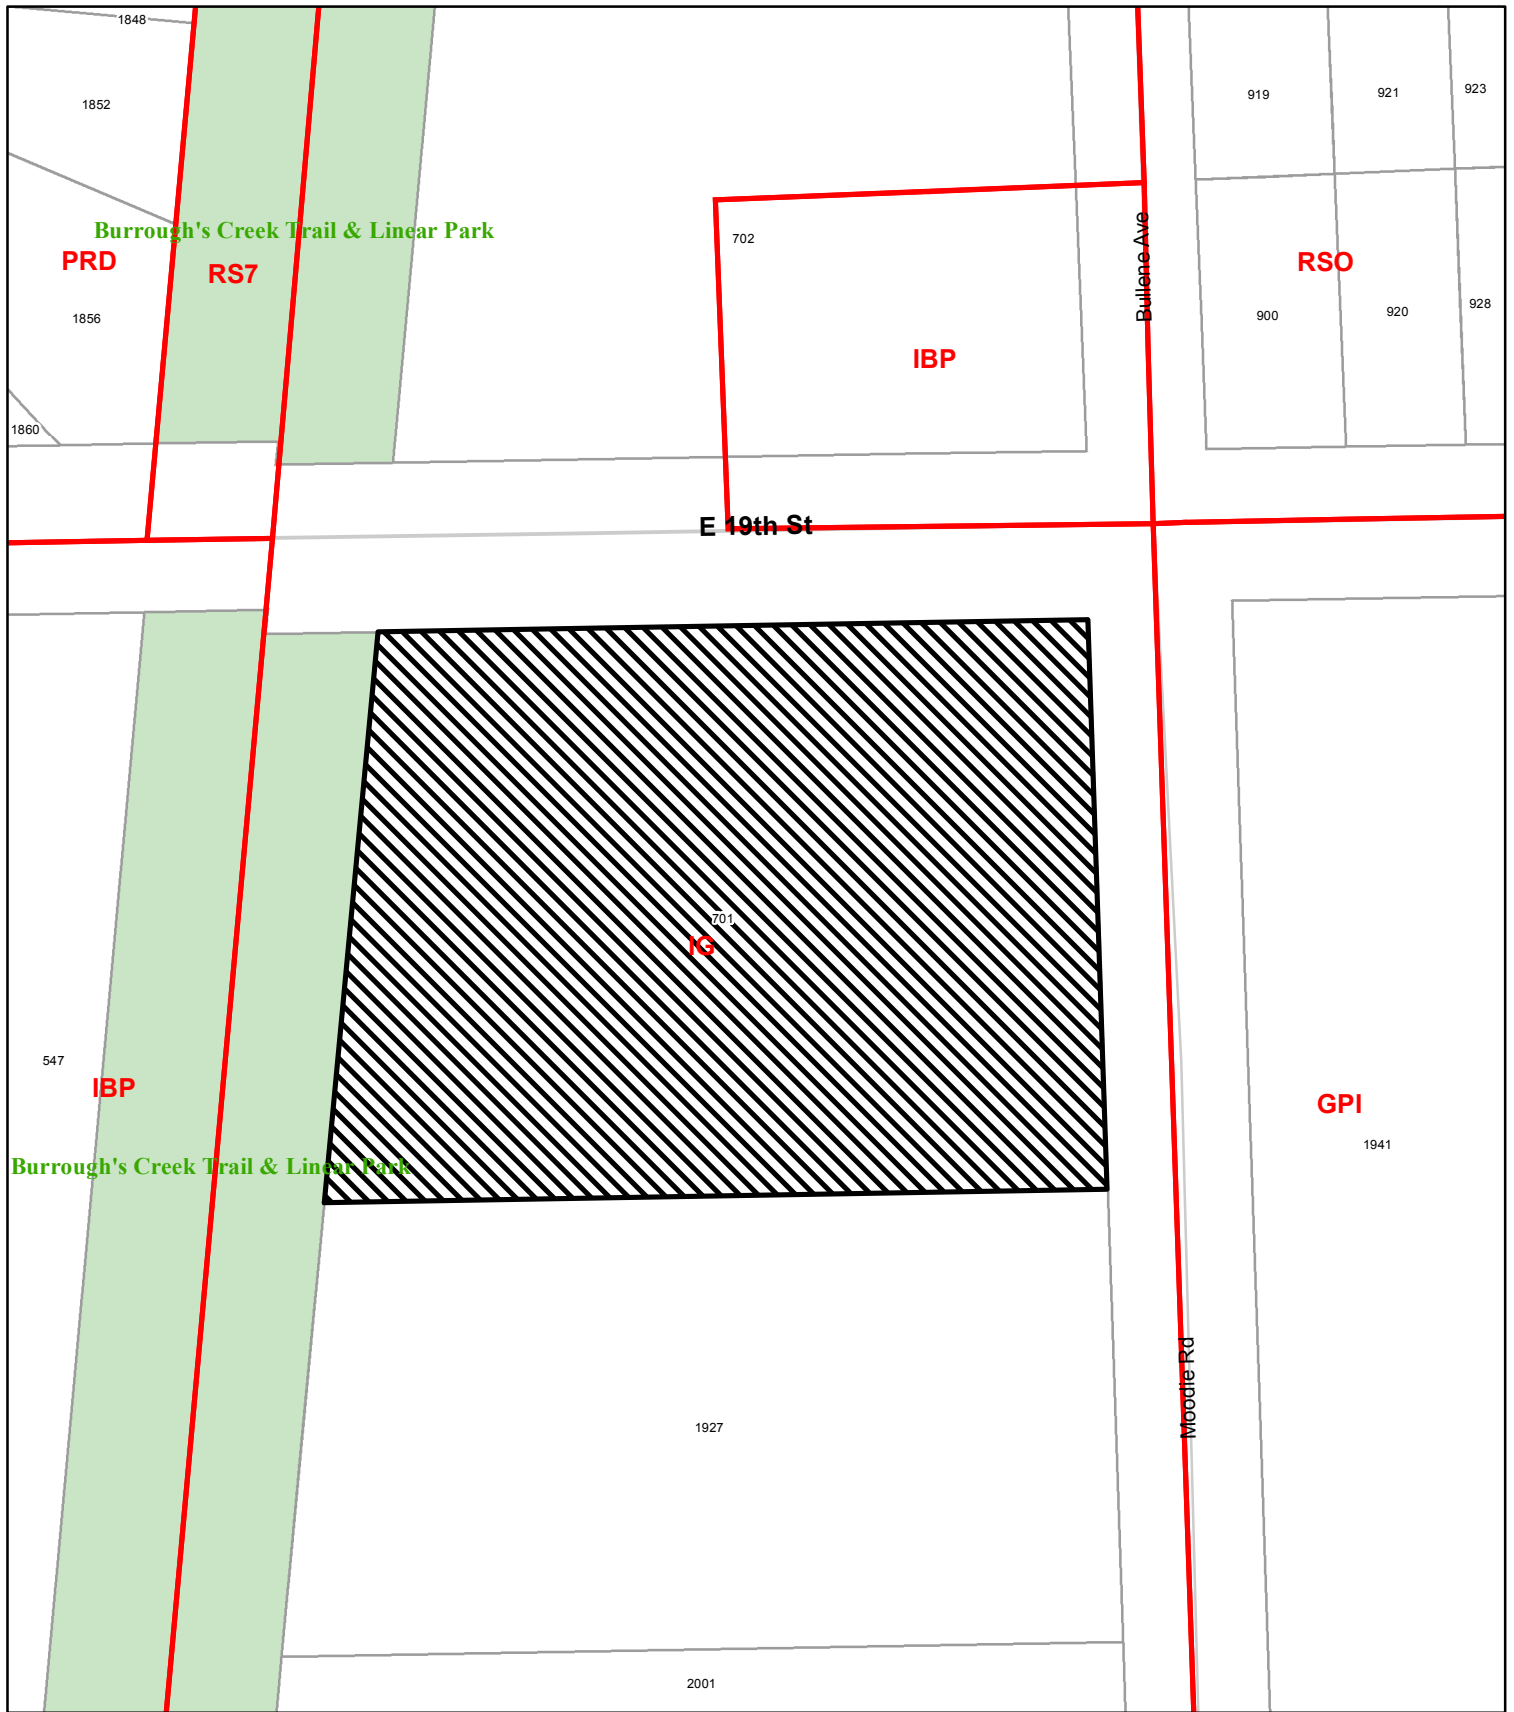 1848
1852
919
921
923
Burrough's Creek Trail & Linear Park
PRD
RS7
702
Bullene Ave
RSO
1856
900
920
928
IBP
1860
E 19th St
701
IG
547
IBP
GPI
1941
Burrough's Creek Trail & Linear Park
Moodie Rd
1927
2001